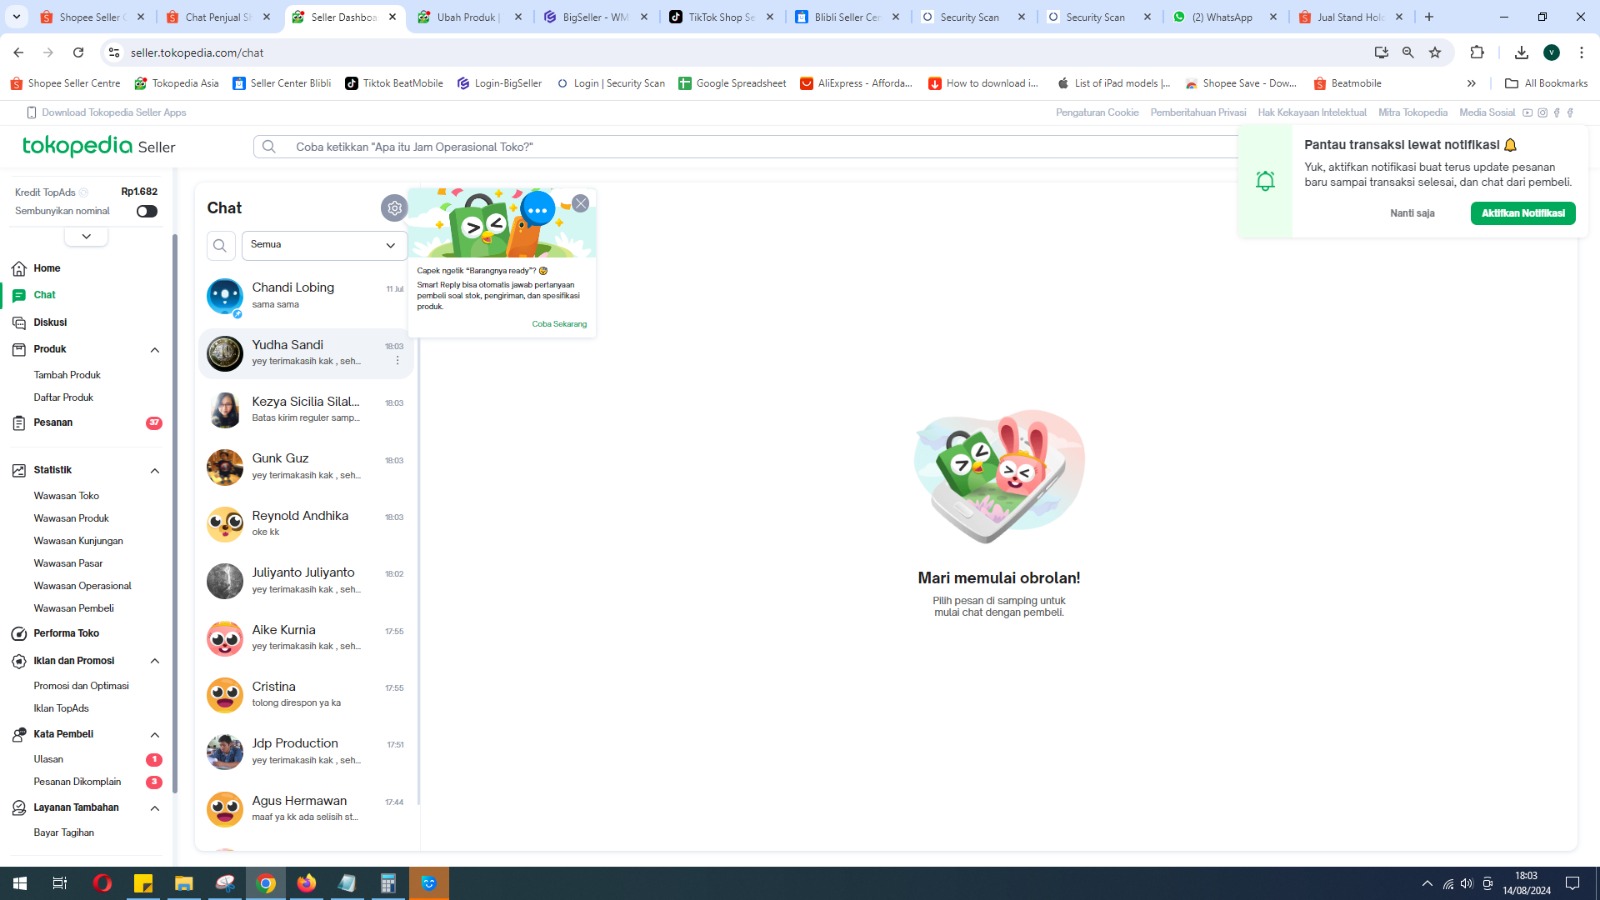 Shopee Seller C
Chat Penjual S
Seller Dashboa
Ubah Produk |
BigSeller - WM
TikTok Shop Se
Blibli Seller Cen
Security Scan
Security Scan
(2) WhatsApp
Jual Stand Hol
seller.tokopedia.com/chat
Shopee Seller Centre
Tokopedia Asia
Seller Center Blibli
Tiktok BeatMobile
Login-BigSeller
Login | Security Scan
Google Spreadsheet
AliExpress - Afforda...
How to download i...
List of iPad models |...
Shopee Save - Dow...
Beatmobile
All Bookmarks
Download Tokopedia Seller Apps
Pengaturan Cookie
Pemberitahuan Privasi
Hak Kekayaan Intelektual
Mitra Tokopedia
Media Sosial
tokopedia Seller
Coba ketikkan "Apa itu Jam Operasional Toko?"
Pantau transaksi lewat notifikasi 🔔
Yuk, aktifkan notifikasi buat terus update pesanan
baru sampai transaksi selesai, dan chat dari pembeli.
Nanti saja
Aktifkan Notifikasi
Kredit TopAds
Rp1.682
Sembunyikan nominal
Home
Chat
Diskusi
Produk
Tambah Produk
Daftar Produk
Pesanan
37
Statistik
Wawasan Toko
Wawasan Produk
Wawasan Kunjungan
Wawasan Pasar
Wawasan Operasional
Wawasan Pembeli
Performa Toko
Iklan dan Promosi
Promosi dan Optimasi
Iklan TopAds
Kata Pembeli
Ulasan
1
Pesanan Dikomplain
3
Layanan Tambahan
Bayar Tagihan
Chat
Semua
Chandi Lobing
11 Jul
sama sama
Yudha Sandi
18:03
yey terimakasih kak , seh...
Kezya Sicilia Silal...
18:03
Batas kirim reguler samp...
Gunk Guz
18:03
yey terimakasih kak , seh...
Reynold Andhika
18:03
oke kk
Juliyanto Juliyanto
18:02
yey terimakasih kak , seh...
Aike Kurnia
17:55
yey terimakasih kak , seh...
Cristina
17:55
tolong direspon ya ka
Jdp Production
17:51
yey terimakasih kak , seh...
Agus Hermawan
17:44
maaf ya kk ada selisih st...
Capek ngetik “Barangnya ready”? 🤯
Smart Reply bisa otomatis jawab pertanyaan
pembeli soal stok, pengiriman, dan spesifikasi
produk.
Coba Sekarang
Mari memulai obrolan!
Pilih pesan di samping untuk
mulai chat dengan pembeli.
18:03
14/08/2024